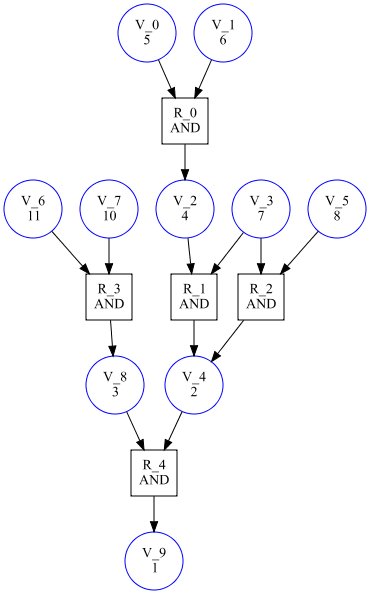 V_0
5
V_1
6
R_0
AND
V_6
11
V_7
10
V_2
4
V_3
7
V_5
8
R_3
AND
R_1
AND
R_2
AND
V_8
3
V_4
2
R_4
AND
V_9
1